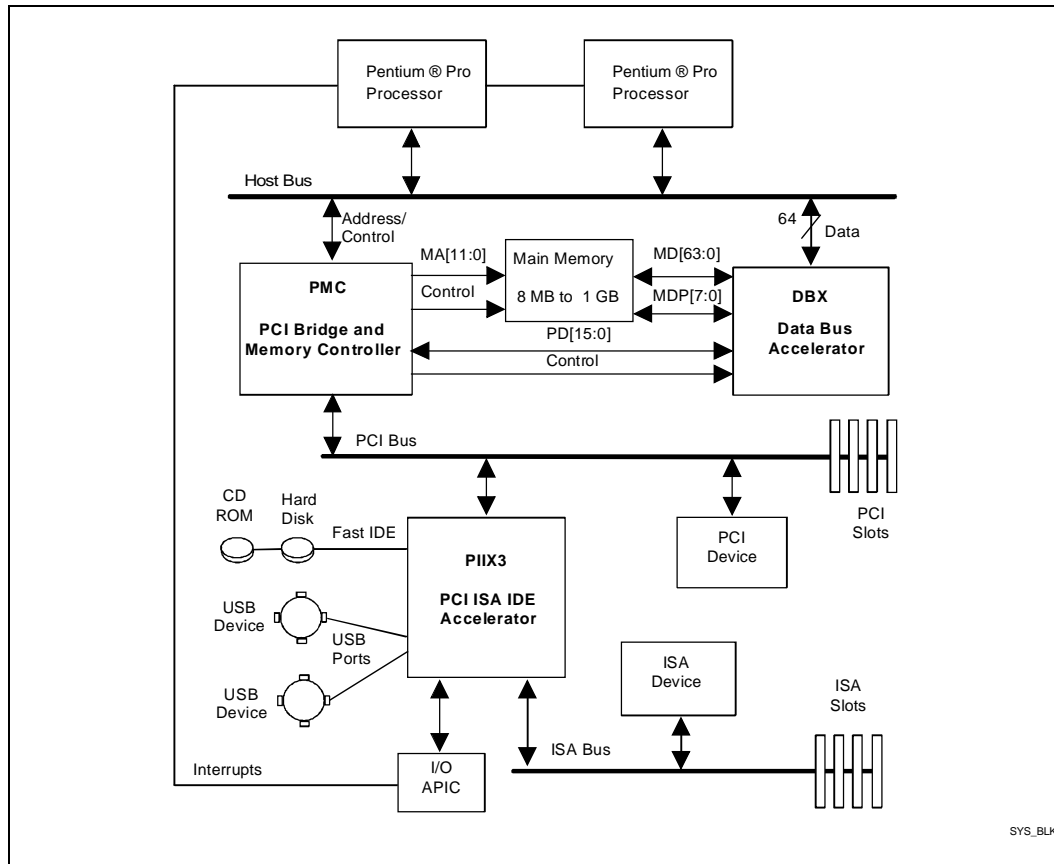 Pentium ® Pro
Processor
Pentium ® Pro
Processor
Host Bus
Address/
Control
64
Data
MA[11:0]
Control
Main Memory
8 MB to 1 GB
MD[63:0]
MDP[7:0]
PMC
PCI Bridge and
Memory Controller
DBX
Data Bus
Accelerator
PD[15:0]
Control
PCI Bus
CD
ROM
Hard
Disk
Fast IDE
PIIX3
PCI ISA IDE
Accelerator
PCI
Device
PCI
Slots
USB
Device
USB
Ports
USB
Device
ISA
Device
ISA
Slots
ISA Bus
Interrupts
I/O
APIC
SYS_BLK